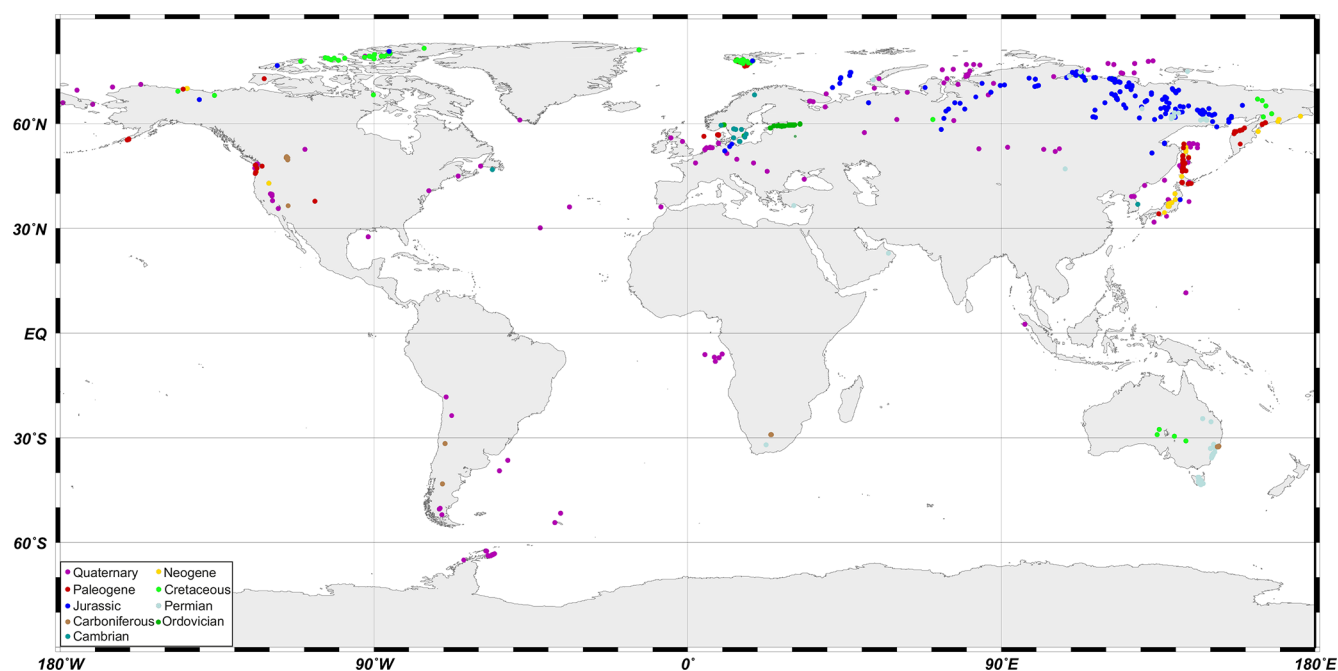 60˚N
30˚N
EQ
30˚S
60˚S
Quaternary Neogene
Paleogene Cretaceous
Jurassic Permian
Carboniferous Ordovician
Cambrian
180˚W 90˚W 0˚ 90˚E 180˚E